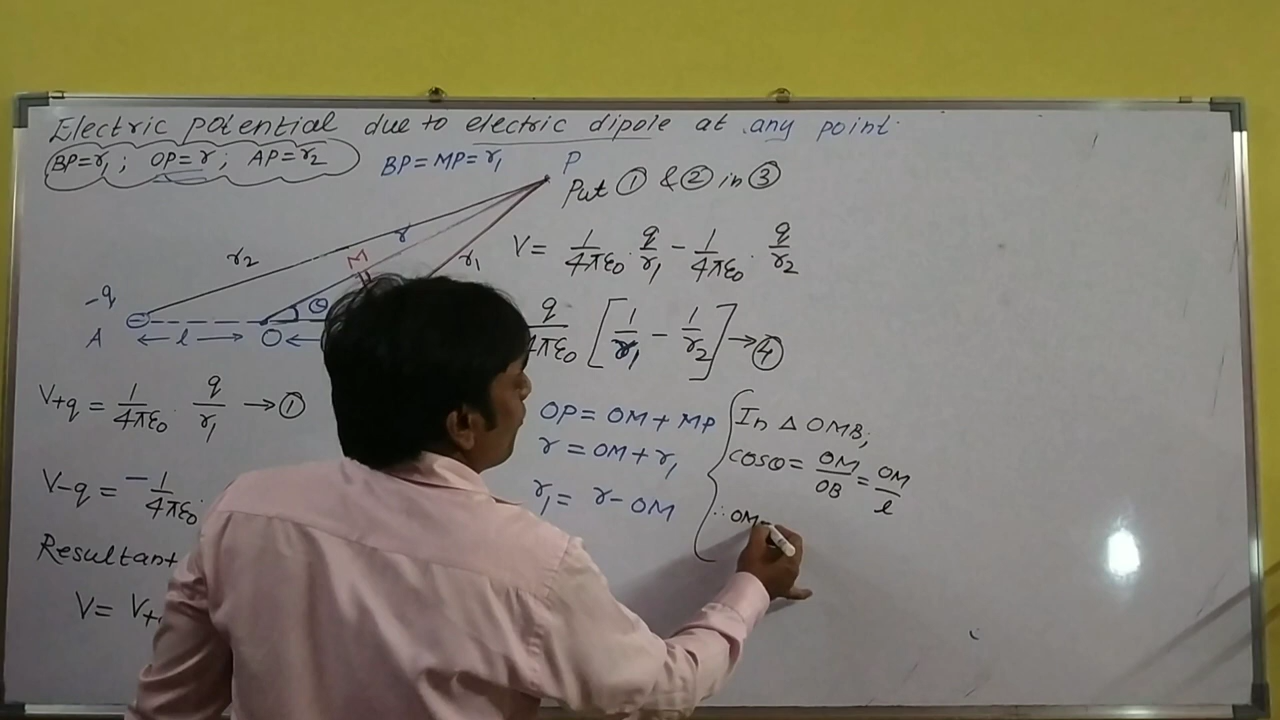 Electric potential due to electric dipole at any point.
BP=r₁ ; OP=r ; AP=r₂
BP=MP=r₁
P
Put ① & ② in ③
r
r₂
M
r₁
V= 1/4πε₀ . q/r₁ - 1/4πε₀ . q/r₂
-q
θ
A
←l→
O
q/4πε₀ [1/r₁ - 1/r₂] →④
V+q = 1/4πε₀ . q/r₁ →①
OP = OM + MP
r = OM + r₁
r₁ = r - OM
In △ OMB,
cosθ = OM/OB = OM/l
∴ OM=
V-q = -1/4πε₀ .
Resultant
V= V+